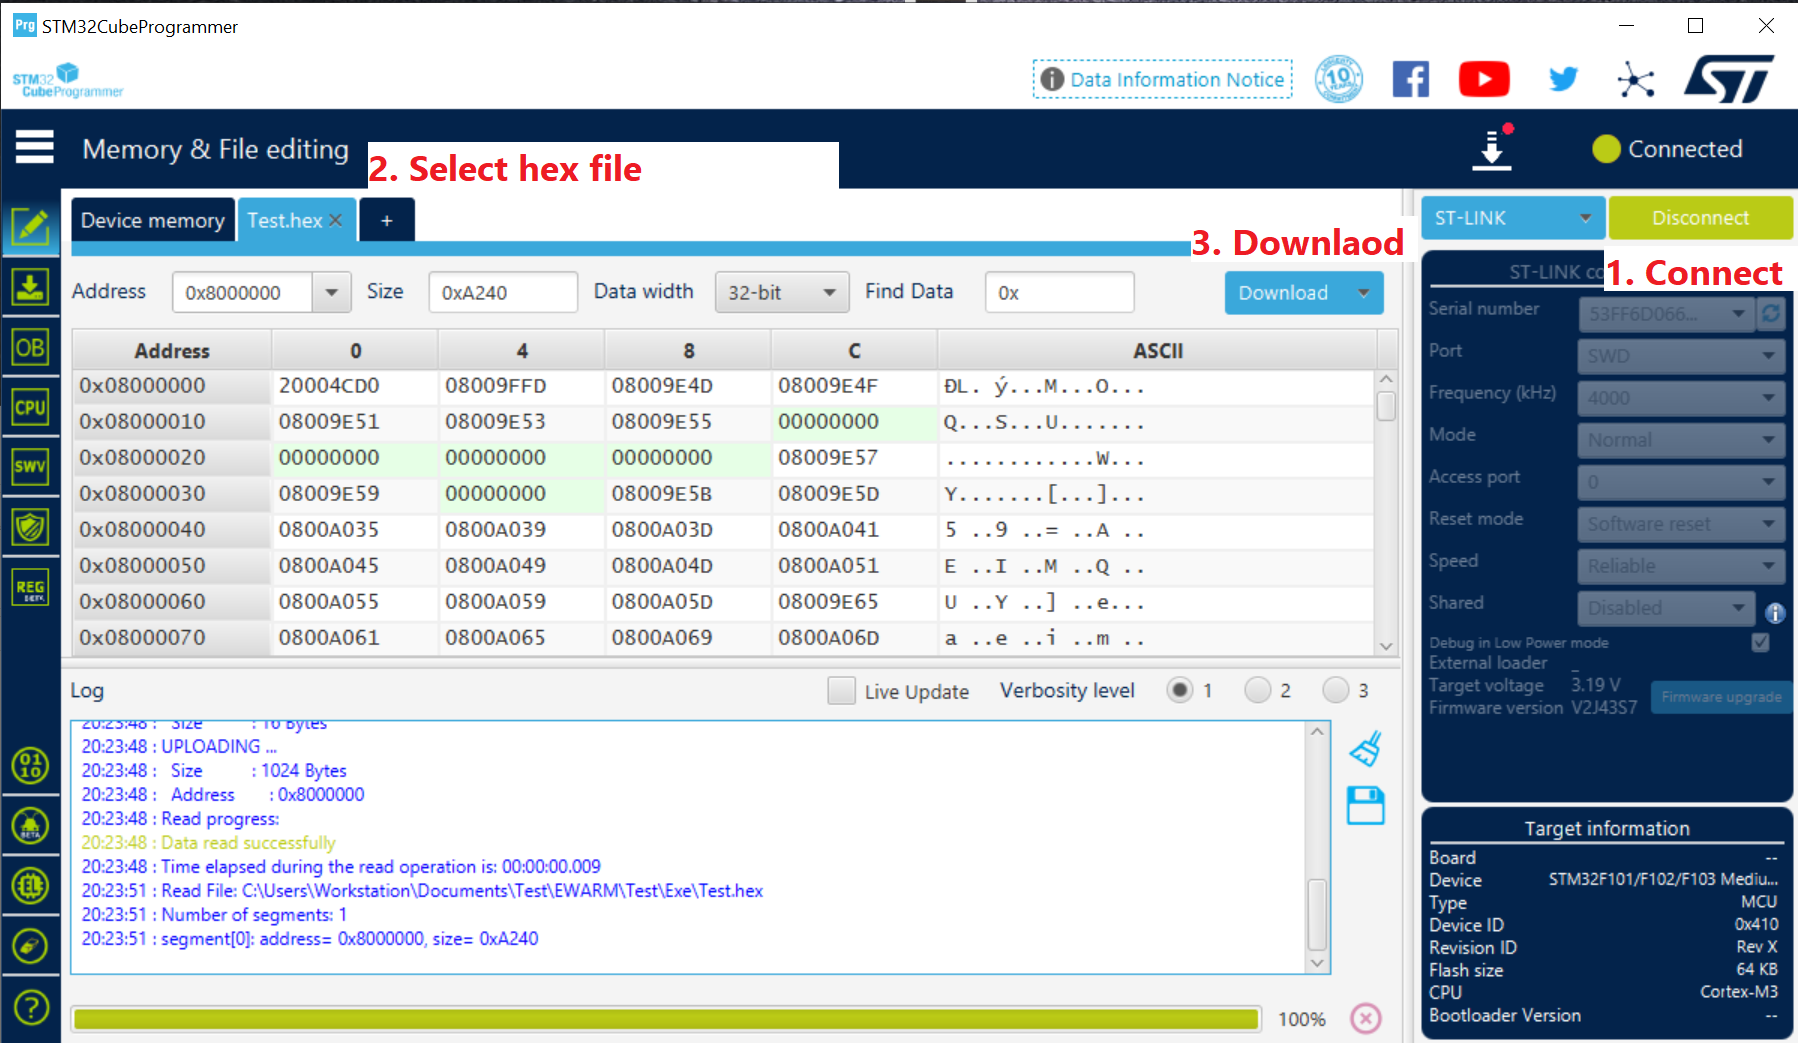 Prg STM32CubeProgrammer
STM32
CubeProgrammer
Data Information Notice
10 YEARS
Memory & File editing
2. Select hex file
Connected
Device memory
Test.hex
+
ST-LINK
Disconnect
3. Downlaod
ST-LINK co
1. Connect
Address
0x8000000
Size
0xA240
Data width
32-bit
Find Data
0x
Download
Address 0 4 8 C ASCII
0x08000000 20004CD0 08009FFD 08009E4D 08009E4F ÐL. ý...M...O...
0x08000010 08009E51 08009E53 08009E55 00000000 Q...S...U.......
0x08000020 00000000 00000000 00000000 08009E57 ............W...
0x08000030 08009E59 00000000 08009E5B 08009E5D Y.......[...]...
0x08000040 0800A035 0800A039 0800A03D 0800A041 5 ..9 ..= ..A ..
0x08000050 0800A045 0800A049 0800A04D 0800A051 E ..I ..M ..Q ..
0x08000060 0800A055 0800A059 0800A05D 08009E65 U ..Y ..] ..e...
0x08000070 0800A061 0800A065 0800A069 0800A06D a ..e ..i ..m ..
OB
CPU
SWV
REG
01
10
BETA
?
Log
Live Update
Verbosity level
1
2
3
20:23:48 : Size : 16 Bytes
20:23:48 : UPLOADING ...
20:23:48 : Size : 1024 Bytes
20:23:48 : Address : 0x8000000
20:23:48 : Read progress:
20:23:48 : Data read successfully
20:23:48 : Time elapsed during the read operation is: 00:00:00.009
20:23:51 : Read File: C:\Users\Workstation\Documents\Test\EWARM\Test\Exe\Test.hex
20:23:51 : Number of segments: 1
20:23:51 : segment[0]: address= 0x8000000, size= 0xA240
100%
Serial number 53FF6D066...
Port SWD
Frequency (kHz) 4000
Mode Normal
Access port 0
Reset mode Software reset
Speed Reliable
Shared Disabled
Debug in Low Power mode
External loader _
Target voltage 3.19 V
Firmware version V2J43S7
Firmware upgrade
Target information
Board --
Device STM32F101/F102/F103 Mediu...
Type MCU
Device ID 0x410
Revision ID Rev X
Flash size 64 KB
CPU Cortex-M3
Bootloader Version --